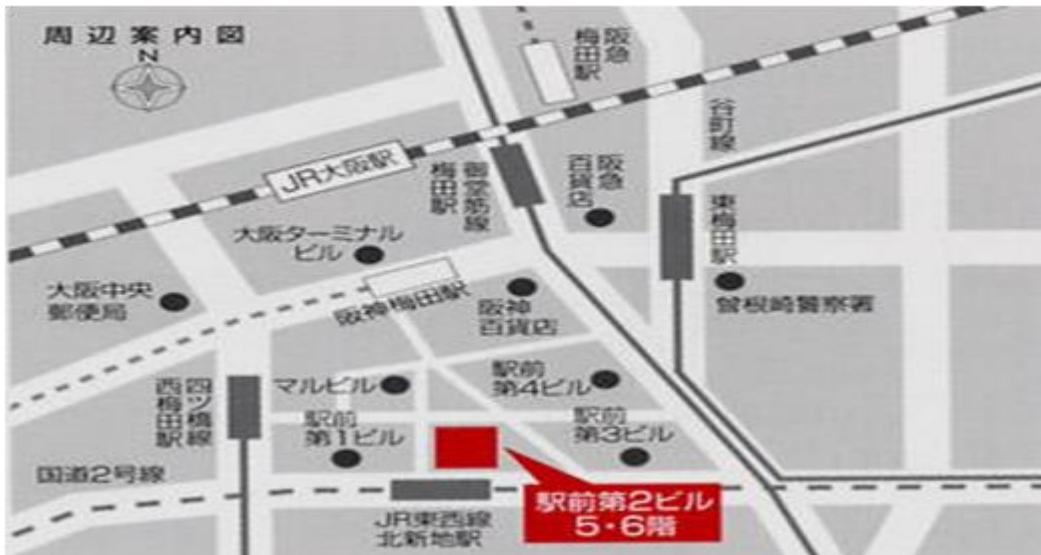 周辺案内図
N
阪急
梅田駅
谷町線
JR大阪駅
御堂筋線
梅田駅
阪急
百貨店
東梅田駅
大阪ターミナル
ビル
大阪中央
郵便局
阪神梅田駅
阪神
百貨店
曽根崎警察署
四ツ橋線
西梅田駅
マルビル
駅前
第4ビル
駅前
第1ビル
駅前
第3ビル
国道2号線
駅前第2ビル
5・6階
JR東西線
北新地駅